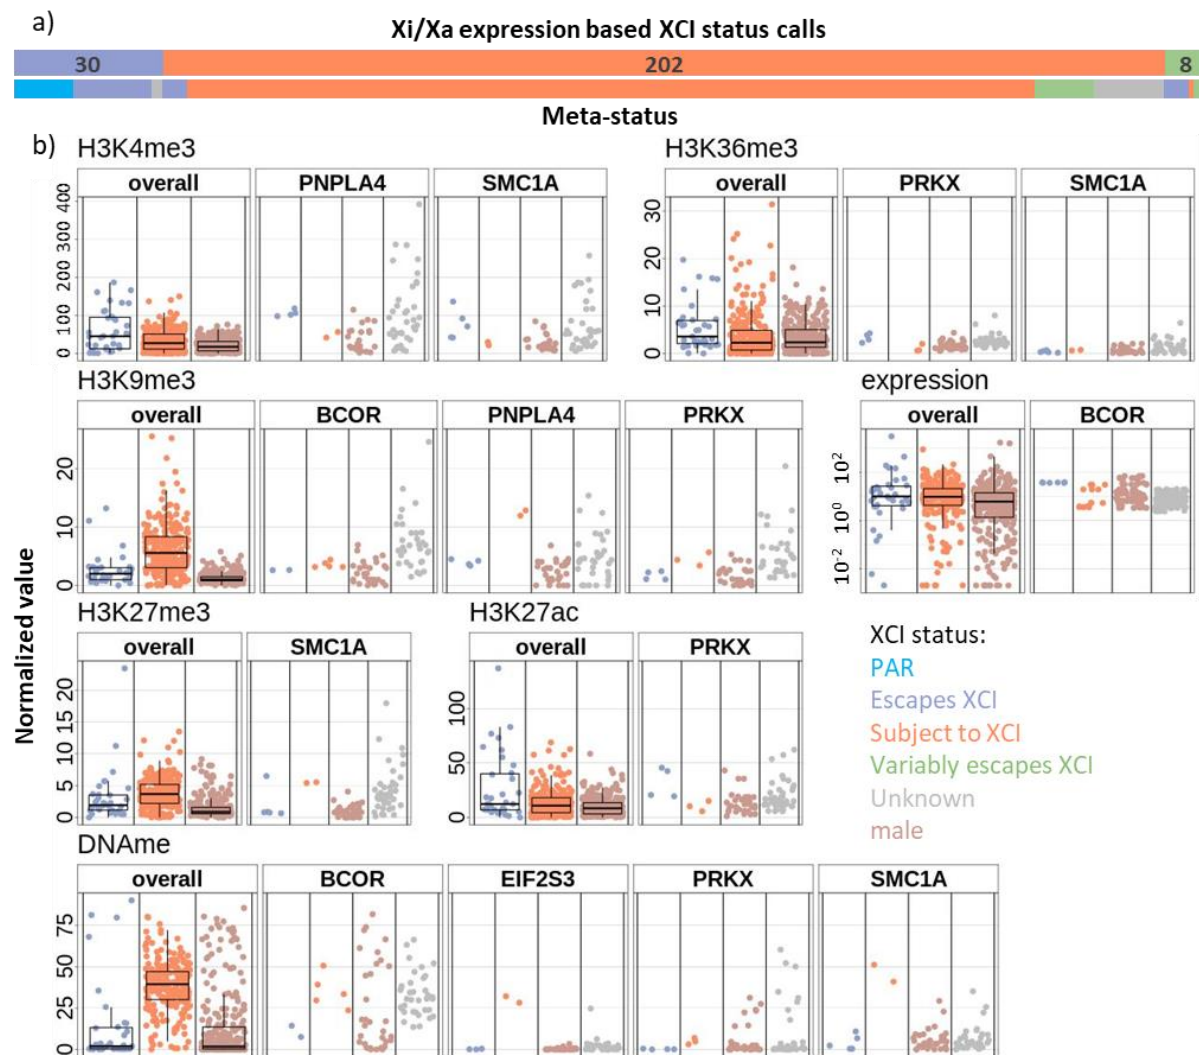 a)
Xi/Xa expression based XCI status calls
30 202 8
Meta-status
b)
H3K4me3 H3K36me3
overall PNPLA4 SMC1A overall PRKX SMC1A
400
300
200
100
0
30
20
10
0
H3K9me3 expression
overall BCOR PNPLA4 PRKX overall BCOR
20
10
0
10^2
10^0
10^-2
Normalized value
H3K27me3 H3K27ac
overall SMC1A overall PRKX
20
15
10
5
0
100
50
0
XCI status:
PAR
Escapes XCI
Subject to XCI
Variably escapes XCI
Unknown
male
DNAme
overall BCOR EIF2S3 PRKX SMC1A
75
50
25
0